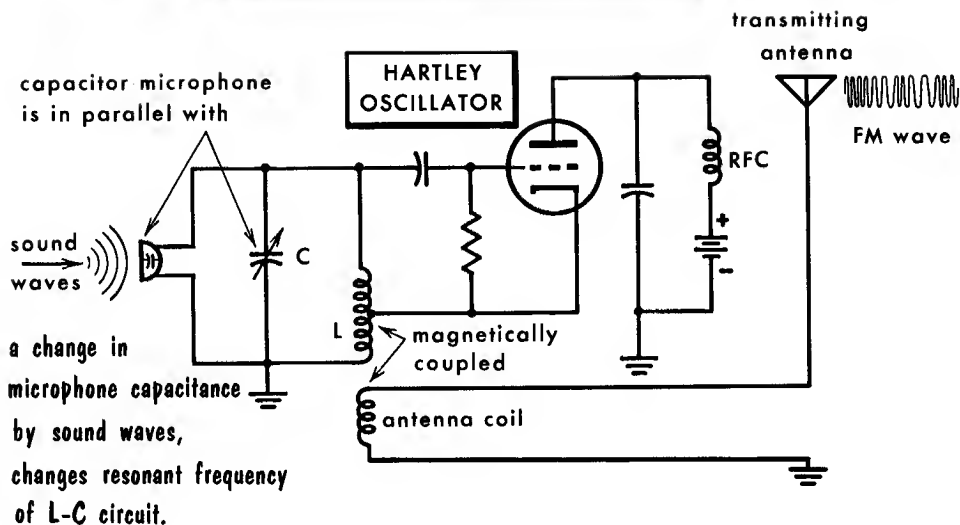 transmitting
antenna
capacitor microphone
is in parallel with
HARTLEY
OSCILLATOR
FM wave
RFC
+
-
sound
waves
C
L
magnetically
coupled
antenna coil
a change in
microphone capacitance
by sound waves,
changes resonant frequency
of L-C circuit.